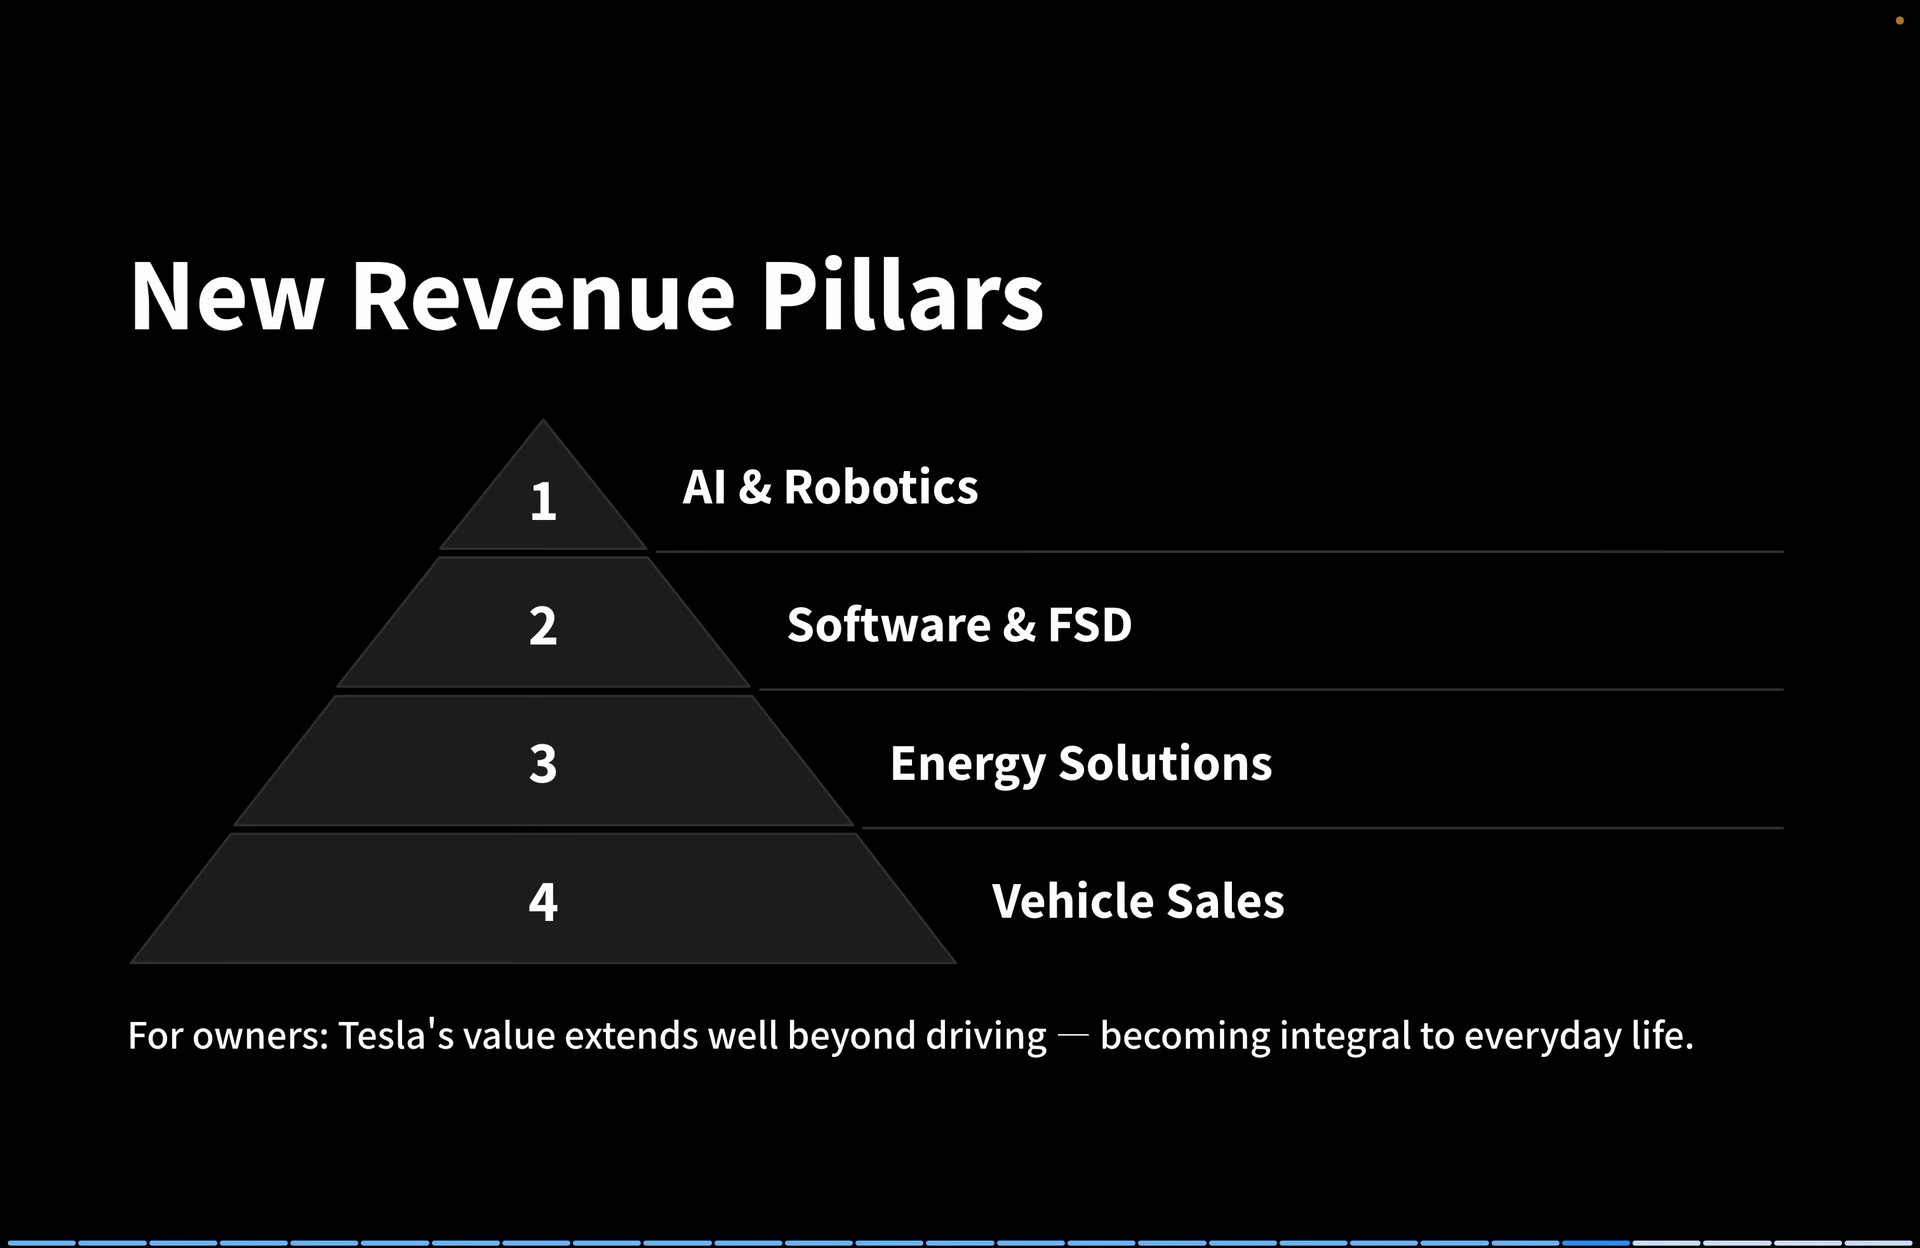 New Revenue Pillars
1
AI & Robotics
2
Software & FSD
3
Energy Solutions
4
Vehicle Sales
For owners: Tesla's value extends well beyond driving — becoming integral to everyday life.